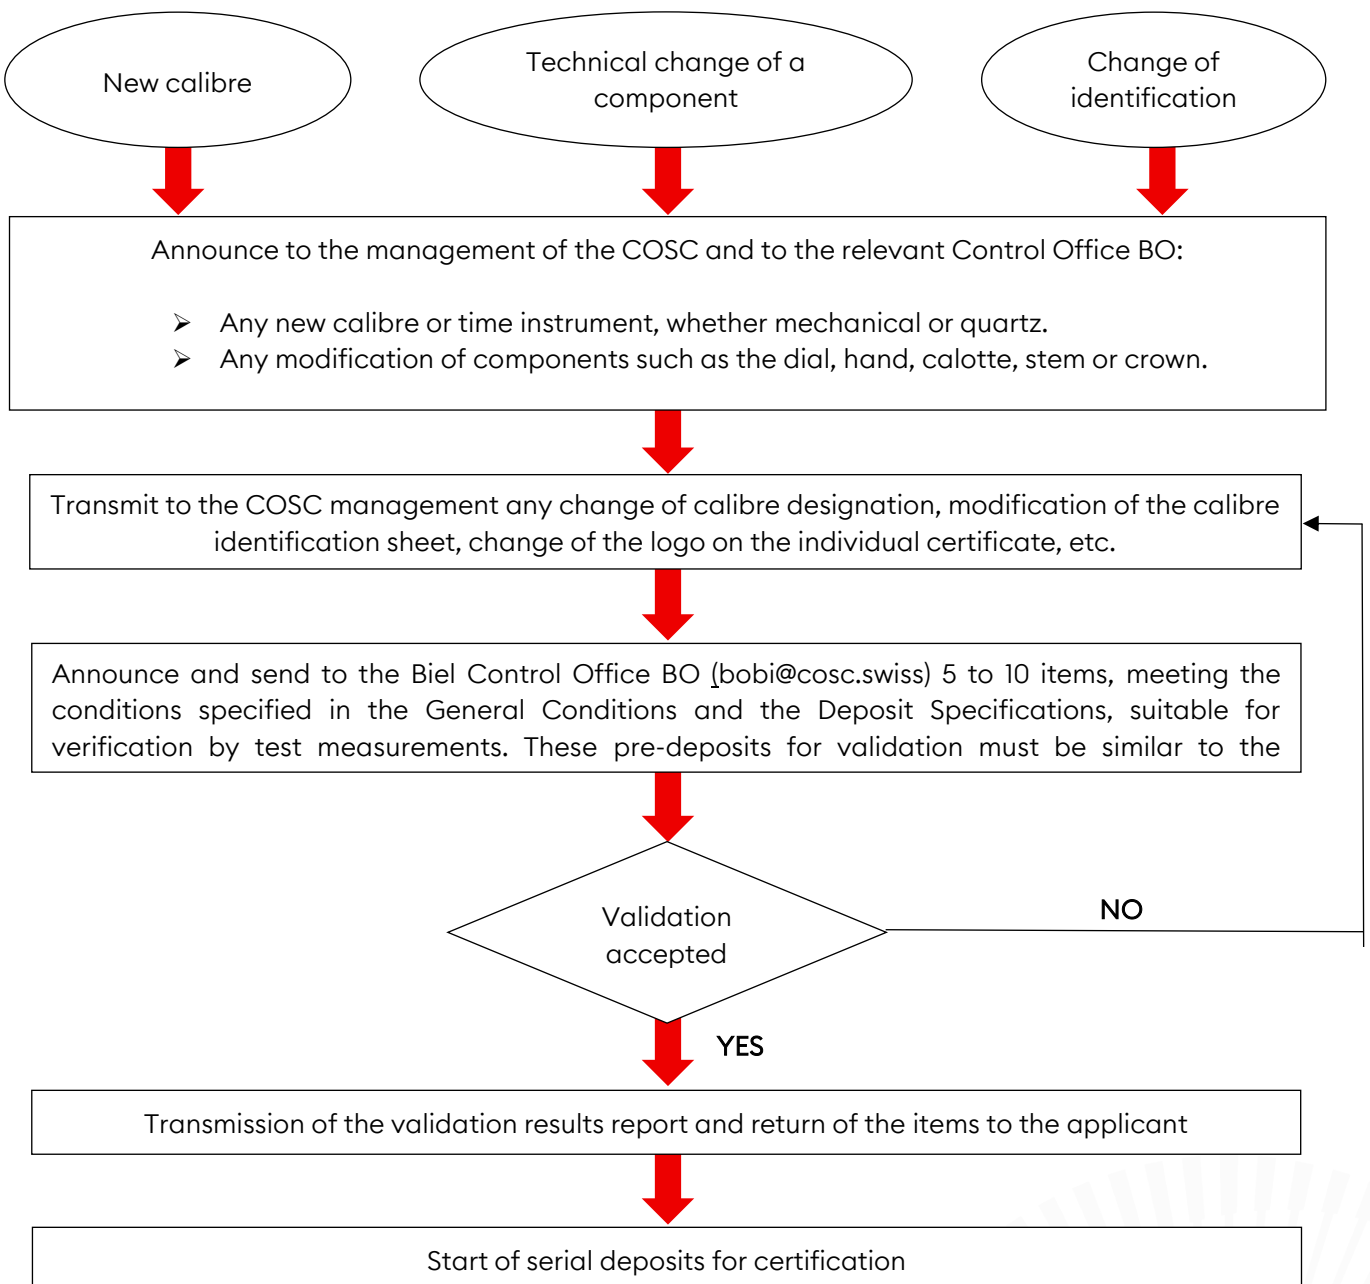 New calibre
Technical change of a
component
Change of
identification
Announce to the management of the COSC and to the relevant Control Office BO:
➢ Any new calibre or time instrument, whether mechanical or quartz.
➢ Any modification of components such as the dial, hand, calotte, stem or crown.
Transmit to the COSC management any change of calibre designation, modification of the calibre
identification sheet, change of the logo on the individual certificate, etc.
Announce and send to the Biel Control Office BO (bobi@cosc.swiss) 5 to 10 items, meeting the
conditions specified in the General Conditions and the Deposit Specifications, suitable for
verification by test measurements. These pre-deposits for validation must be similar to the
Validation
accepted
NO
YES
Transmission of the validation results report and return of the items to the applicant
Start of serial deposits for certification